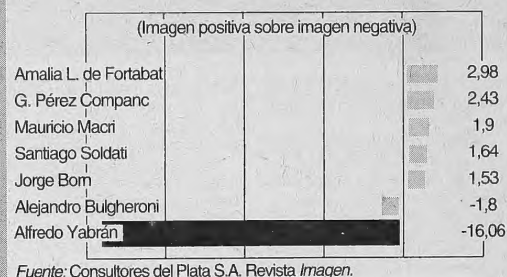 (Imagen positiva sobre imagen negativa)
Amalia L. de Fortabat 2,98
G. Pérez Companc 2,43
Mauricio Macri 1,9
Santiago Soldati 1,64
Jorge Born 1,53
Alejandro Bulgheroni -1,8
Alfredo Yabrán -16,06
Fuente: Consultores del Plata S.A. Revista Imagen.